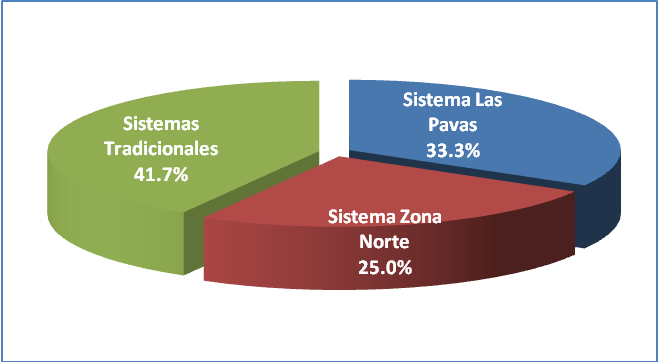 Sistemas
Tradicionales
41.7%
Sistema Las
Pavas
33.3%
Sistema Zona
Norte
25.0%